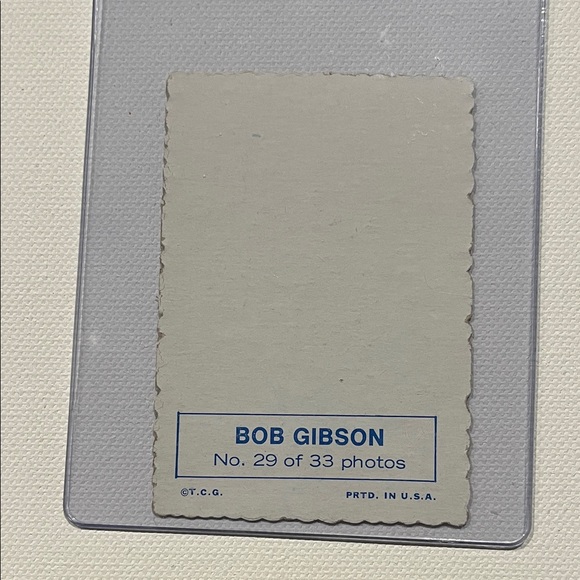 BOB GIBSON
No. 29 of 33 photos
©T.C.G. PRTD. IN U.S.A.